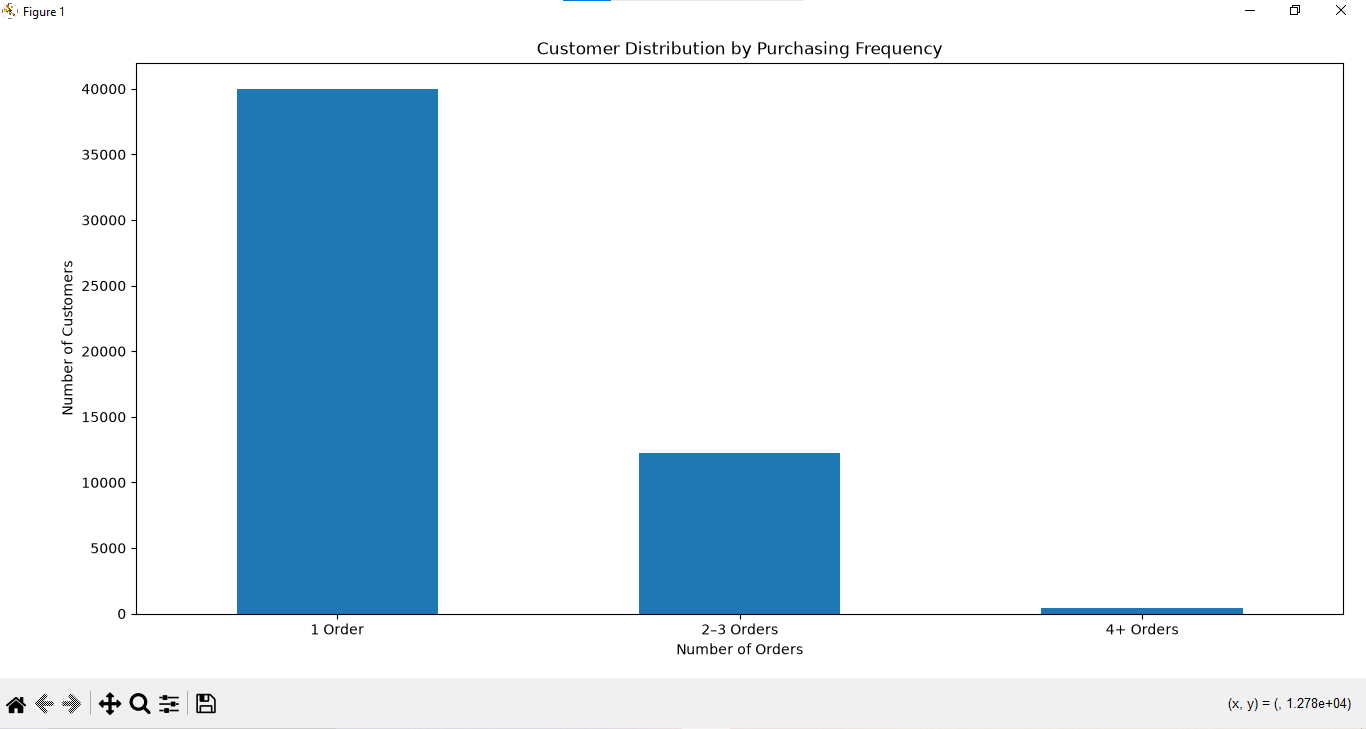 Figure 1
Customer Distribution by Purchasing Frequency
Number of Customers
40000
35000
30000
25000
20000
15000
10000
5000
0
1 Order 2–3 Orders 4+ Orders
Number of Orders
(x, y) = (, 1.278e+04)